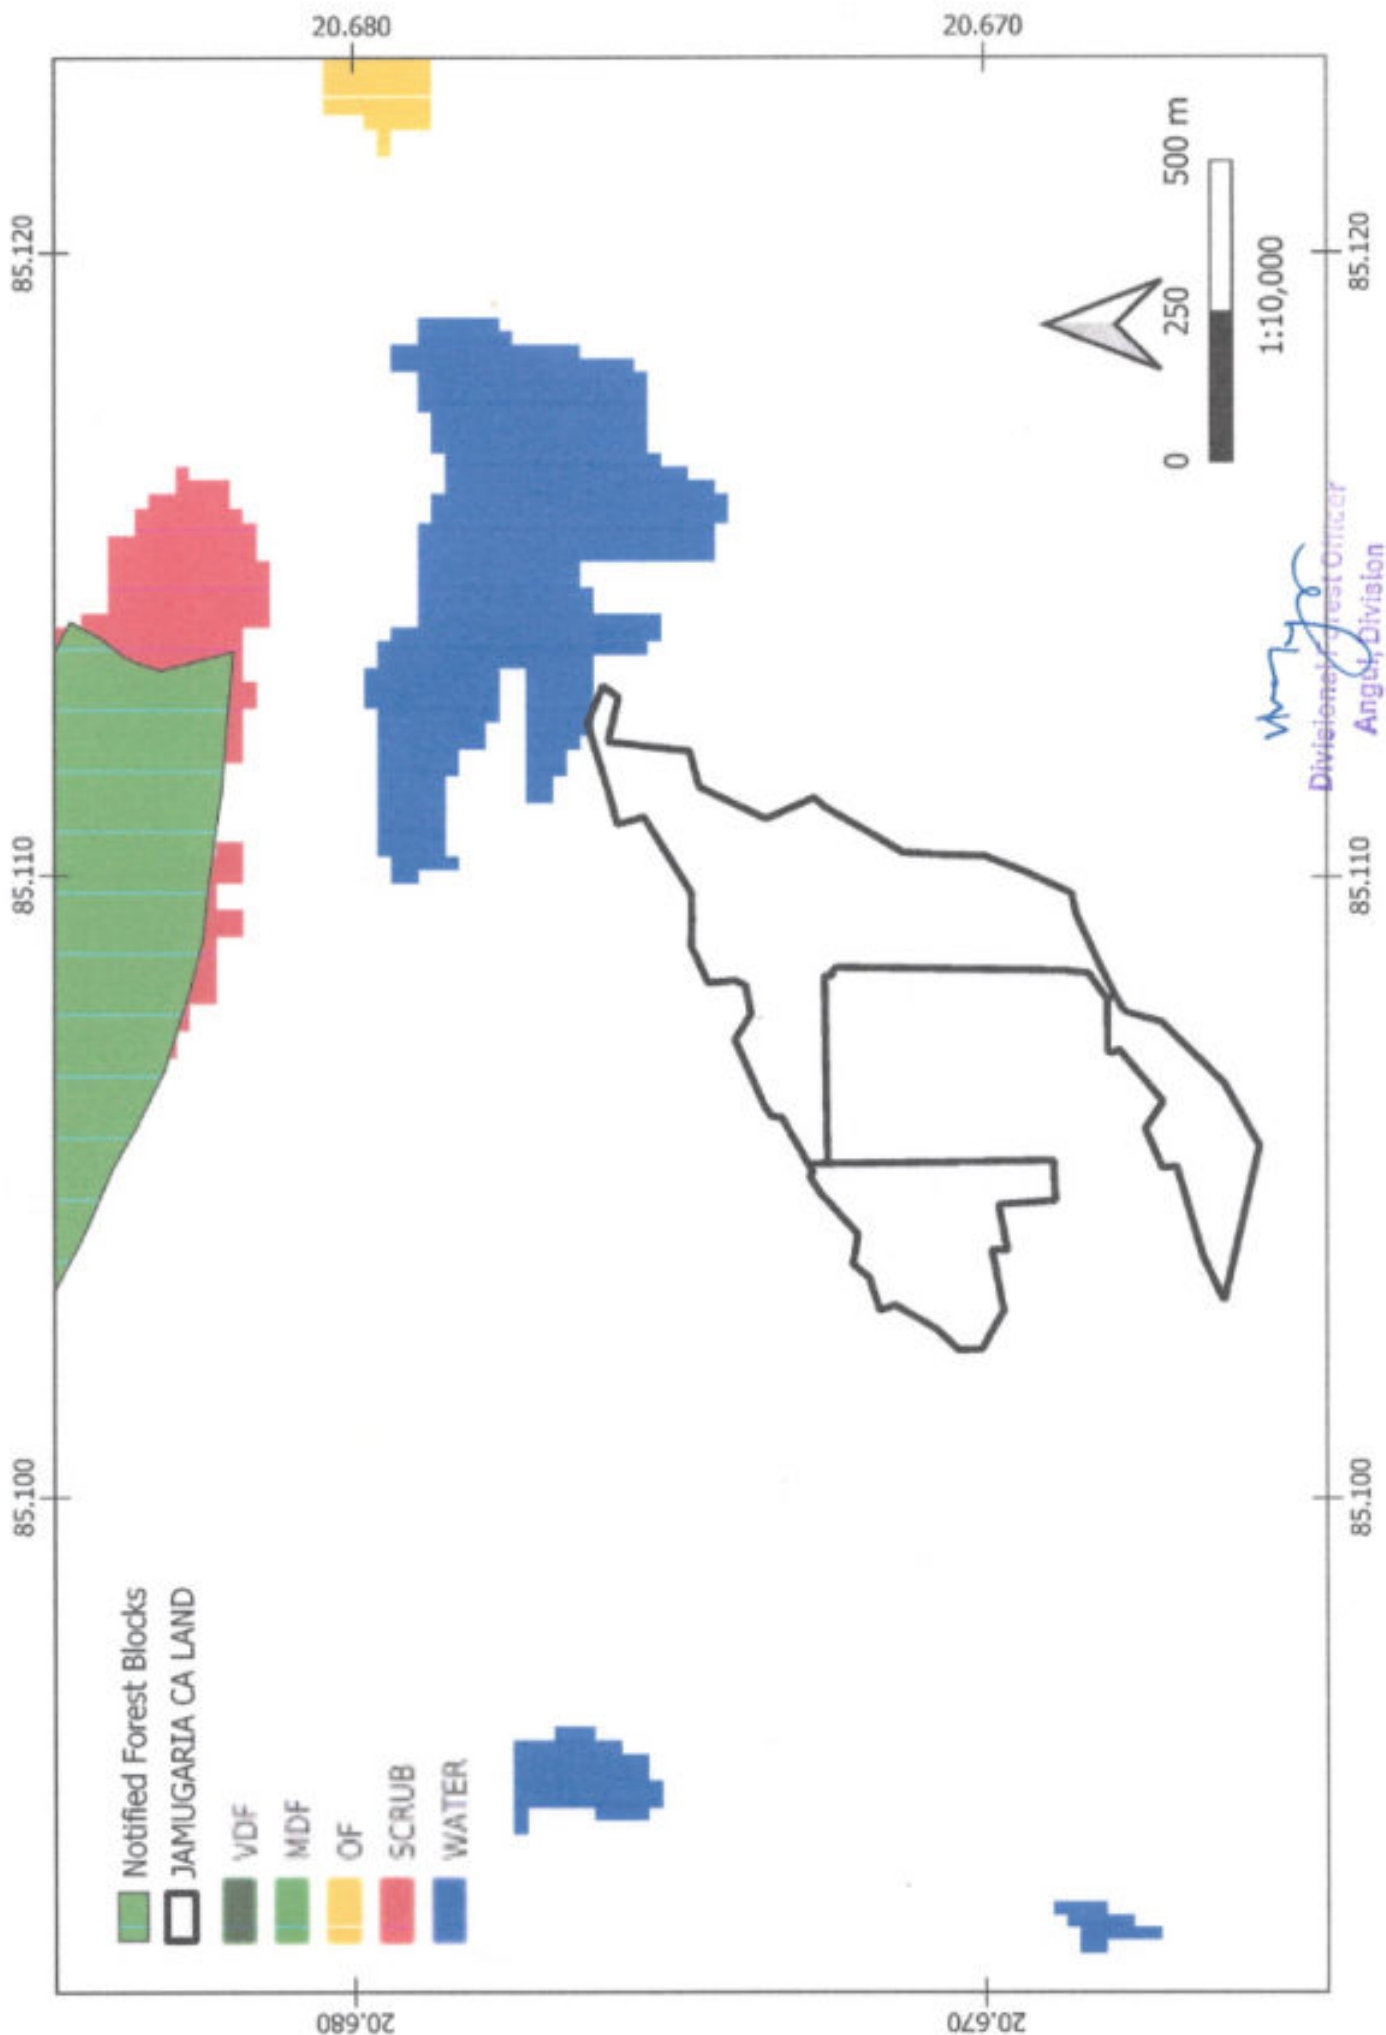 20.680
20.670
85.100
85.110
85.120
85.100
85.110
85.120
20.680
20.670
Notified Forest Blocks
JAMUGARIA CA LAND
VDF
MDF
OF
SCRUB
WATER
0 250 500 m
1:10,000
Divisional Forest Officer
Angul, Division